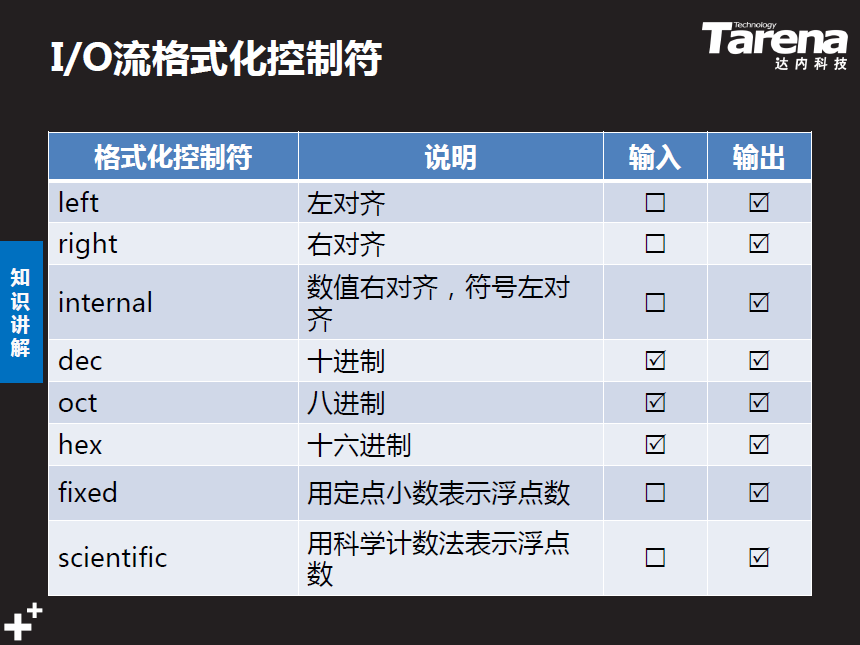 I/O流格式化控制符
Technology
Tarena
达内科技
格式化控制符 说明 输入 输出
left 左对齐 ☐ ☑
right 右对齐 ☐ ☑
internal 数值右对齐，符号左对
齐 ☐ ☑
dec 十进制 ☑ ☑
oct 八进制 ☑ ☑
hex 十六进制 ☑ ☑
fixed 用定点小数表示浮点数 ☐ ☑
scientific 用科学计数法表示浮点
数 ☐ ☑
知识讲解